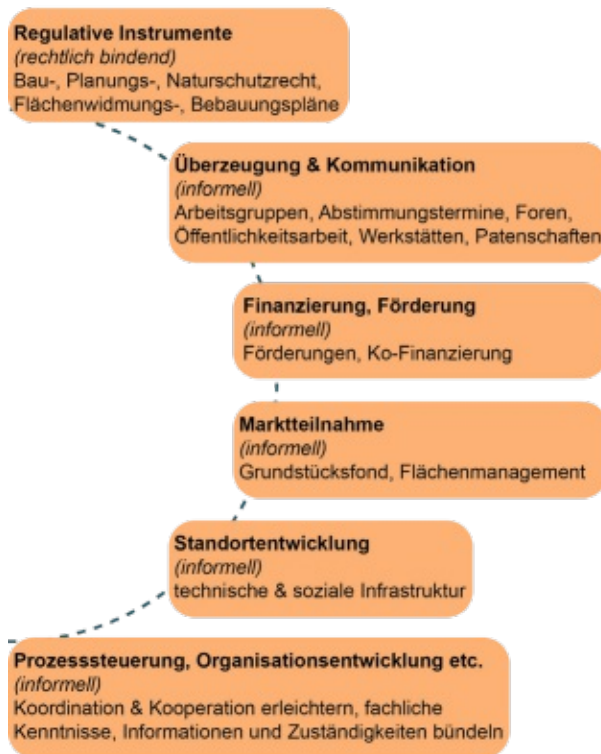 Regulative Instrumente
(rechtlich bindend)
Bau-, Planungs-, Naturschutzrecht,
Flächenwidmungs-, Bebauungspläne
Überzeugung & Kommunikation
(informell)
Arbeitsgruppen, Abstimmungstermine, Foren,
Öffentlichkeitsarbeit, Werkstätten, Patenschaften
Finanzierung, Förderung
(informell)
Förderungen, Ko-Finanzierung
Marktteilnahme
(informell)
Grundstücksfond, Flächenmanagement
Standortentwicklung
(informell)
technische & soziale Infrastruktur
Prozesssteuerung, Organisationsentwicklung etc.
(informell)
Koordination & Kooperation erleichtern, fachliche
Kenntnisse, Informationen und Zuständigkeiten bündeln